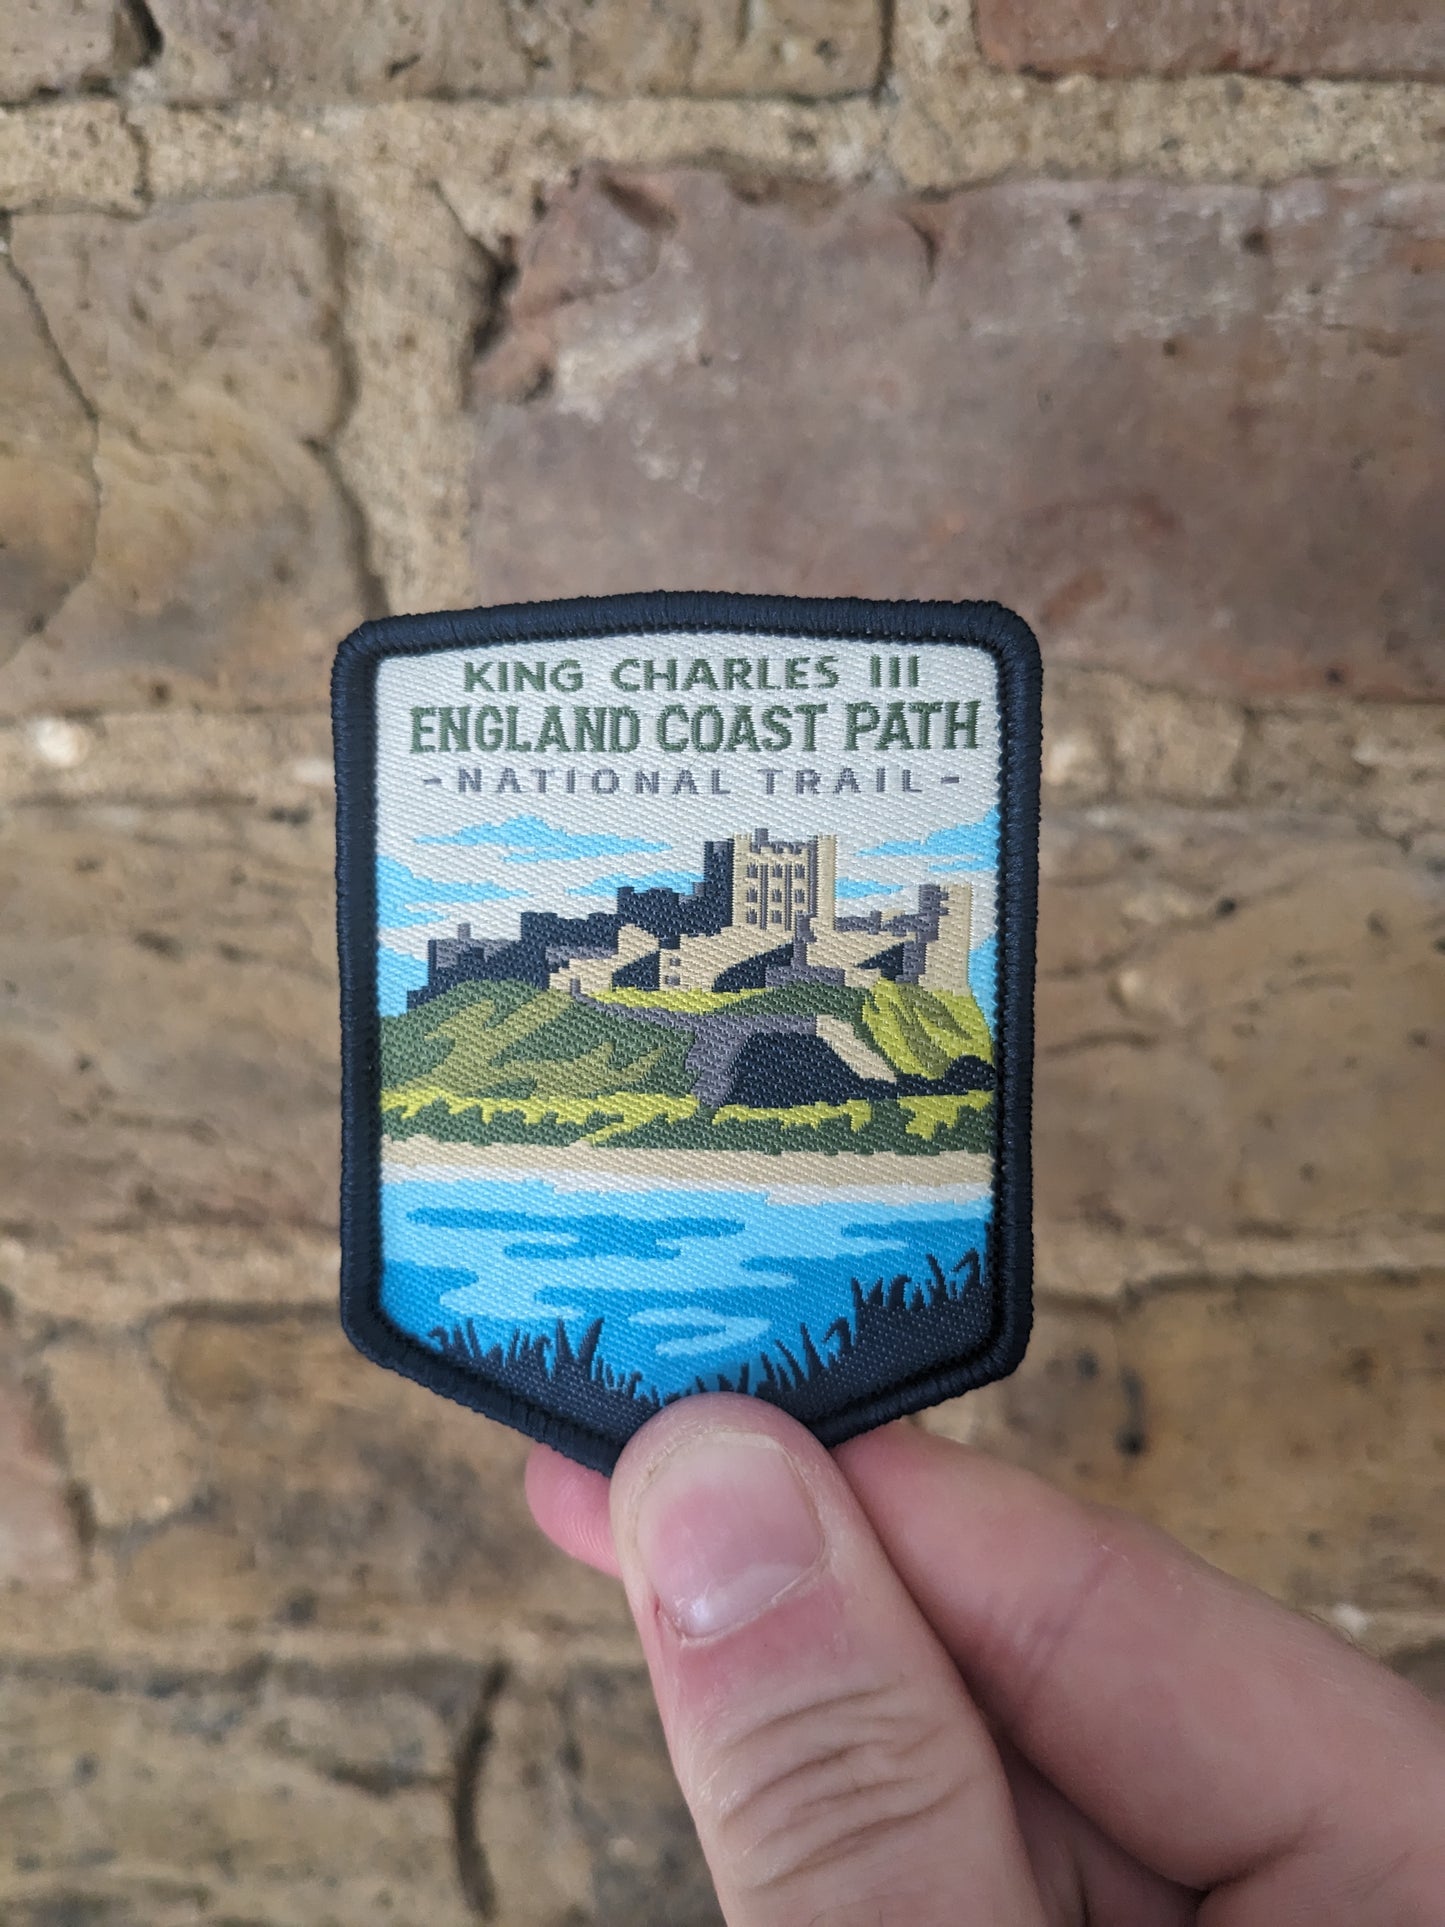 KING CHARLES III
ENGLAND COAST PATH
-NATIONAL TRAIL-